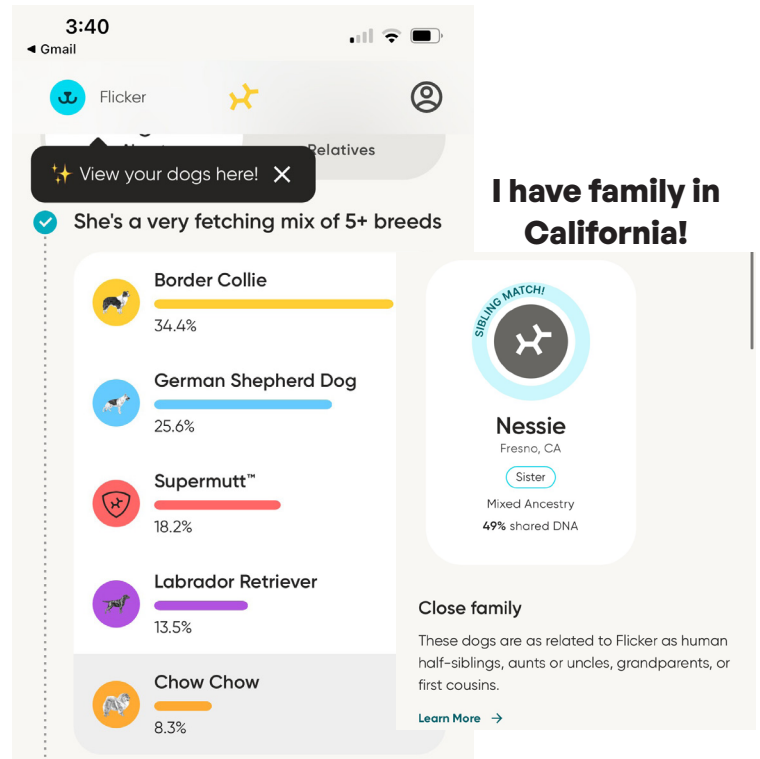 3:40
◀ Gmail
Flicker
Relatives
✨ View your dogs here! ✕
She's a very fetching mix of 5+ breeds
Border Collie
34.4%
German Shepherd Dog
25.6%
Supermutt™
18.2%
Labrador Retriever
13.5%
Chow Chow
8.3%
I have family in
California!
SIBLING MATCH!
Nessie
Fresno, CA
Sister
Mixed Ancestry
49% shared DNA
Close family
These dogs are as related to Flicker as human
half-siblings, aunts or uncles, grandparents, or
first cousins.
Learn More →